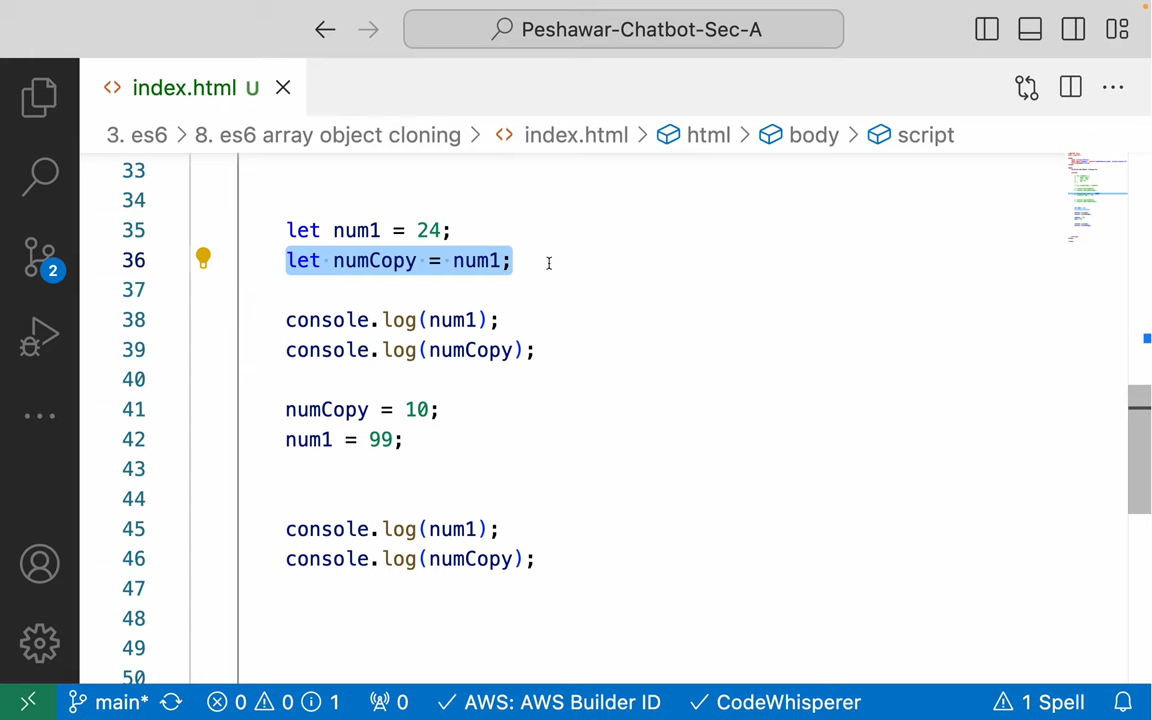 Peshawar-Chatbot-Sec-A
<> index.html U
3. es6 > 8. es6 array object cloning > <> index.html > html > body > script
33
34
35 let num1 = 24;
36 let numCopy = num1;
37
38 console.log(num1);
39 console.log(numCopy);
40
41 numCopy = 10;
42 num1 = 99;
43
44
45 console.log(num1);
46 console.log(numCopy);
47
48
49
50
2
main* 0 0 1 0 AWS: AWS Builder ID CodeWhisperer 1 Spell